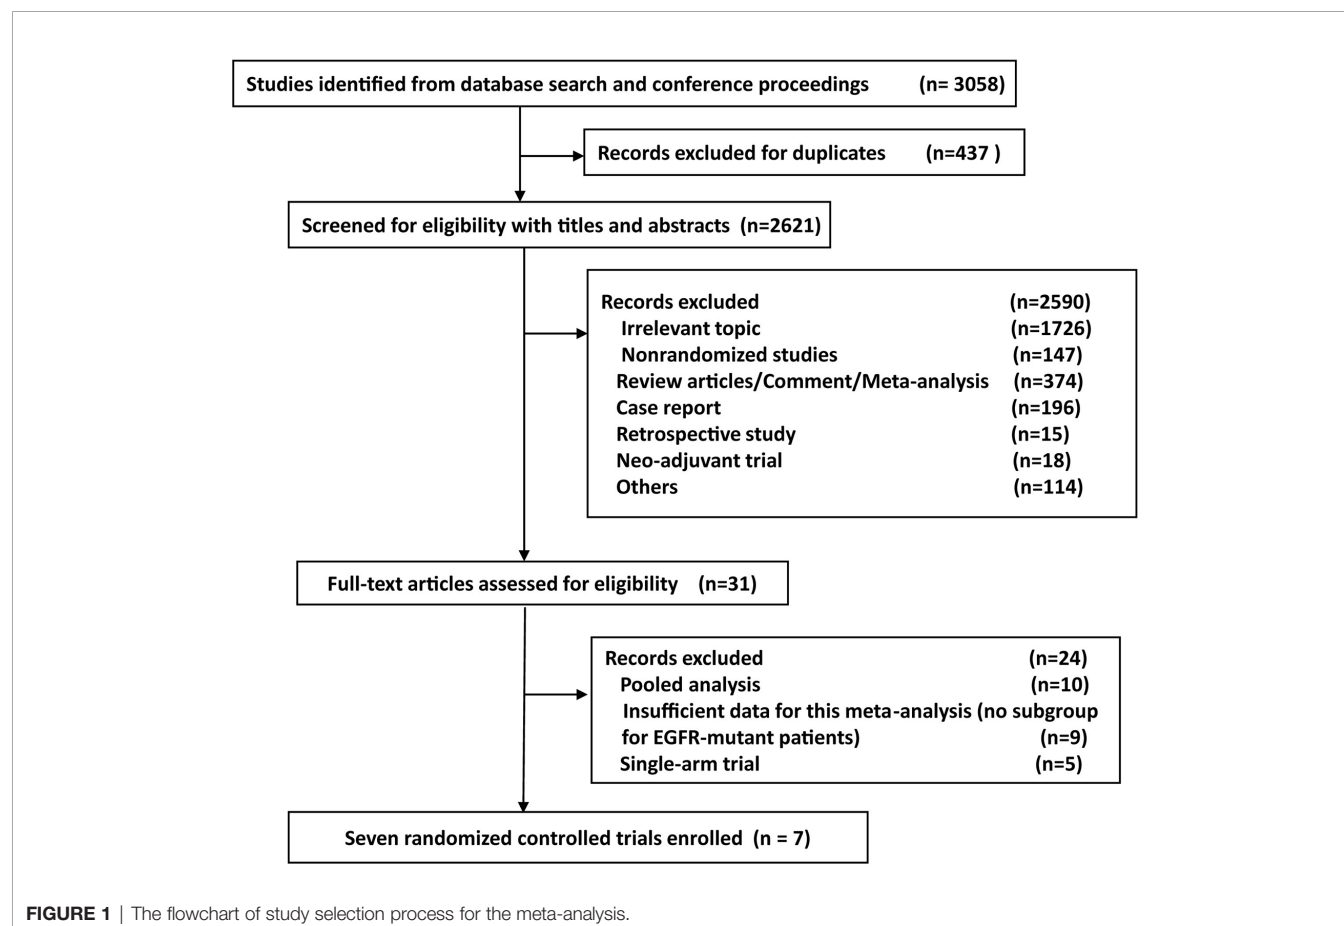 Studies identified from database search and conference proceedings (n= 3058)
Records excluded for duplicates (n=437 )
Screened for eligibility with titles and abstracts (n=2621)
Records excluded (n=2590)
Irrelevant topic (n=1726)
Nonrandomized studies (n=147)
Review articles/Comment/Meta-analysis (n=374)
Case report (n=196)
Retrospective study (n=15)
Neo-adjuvant trial (n=18)
Others (n=114)
Full-text articles assessed for eligibility (n=31)
Records excluded (n=24)
Pooled analysis (n=10)
Insufficient data for this meta-analysis (no subgroup
for EGFR-mutant patients) (n=9)
Single-arm trial (n=5)
Seven randomized controlled trials enrolled (n = 7)
FIGURE 1 | The flowchart of study selection process for the meta-analysis.